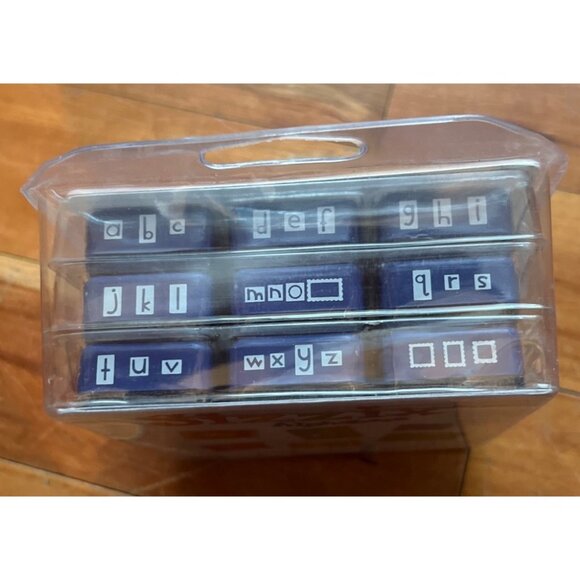 a b c d e f g h i
j k l m n o q r s
t u v w x y z